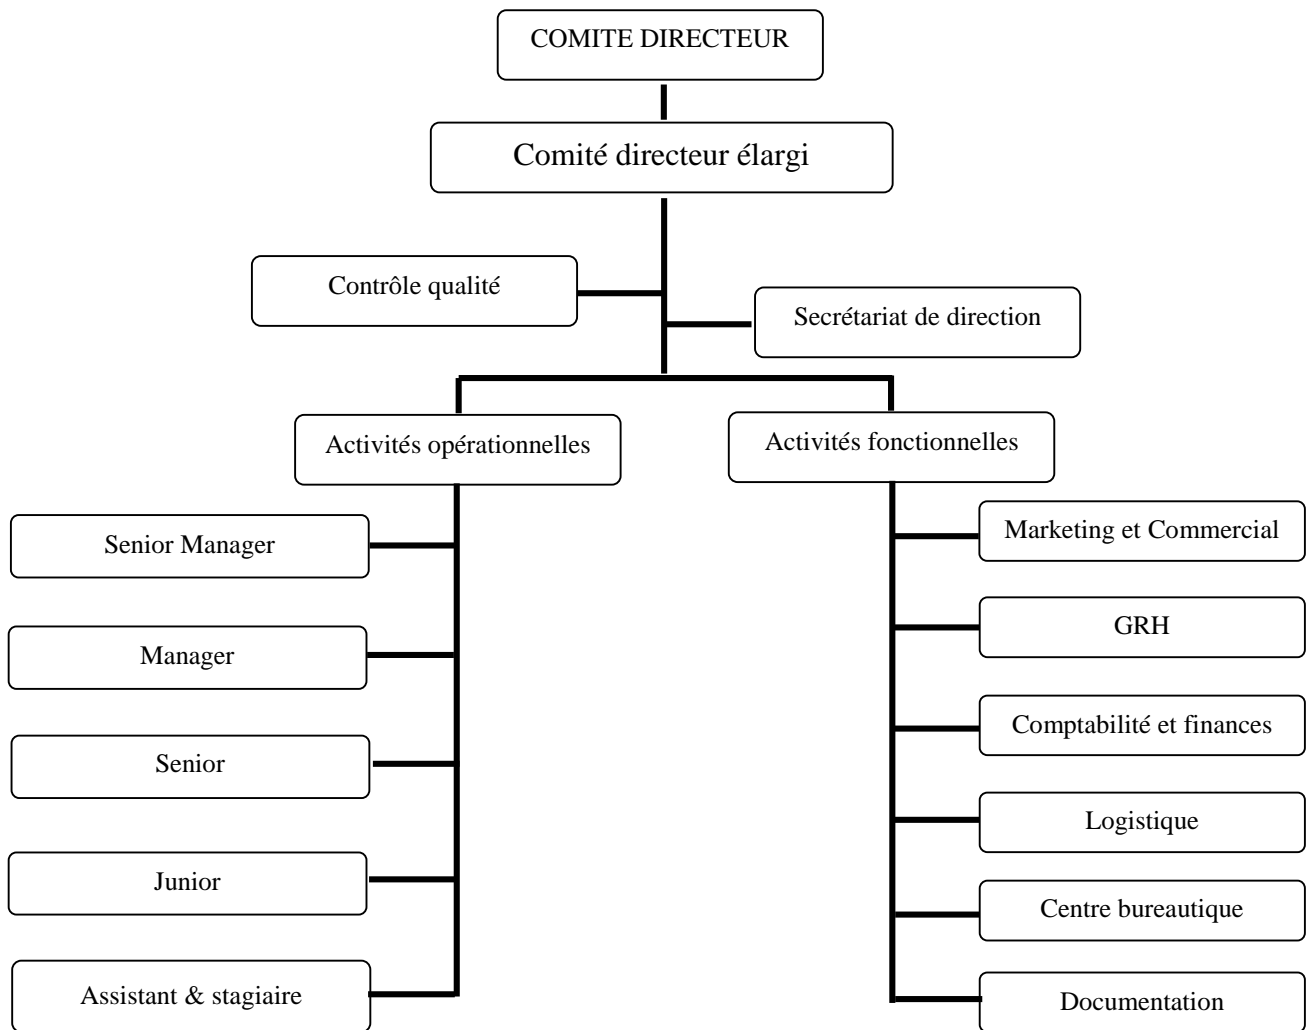 COMITE DIRECTEUR
Comité directeur élargi
Contrôle qualité
Secrétariat de direction
Activités opérationnelles
Activités fonctionnelles
Senior Manager
Manager
Senior
Junior
Assistant & stagiaire
Marketing et Commercial
GRH
Comptabilité et finances
Logistique
Centre bureautique
Documentation